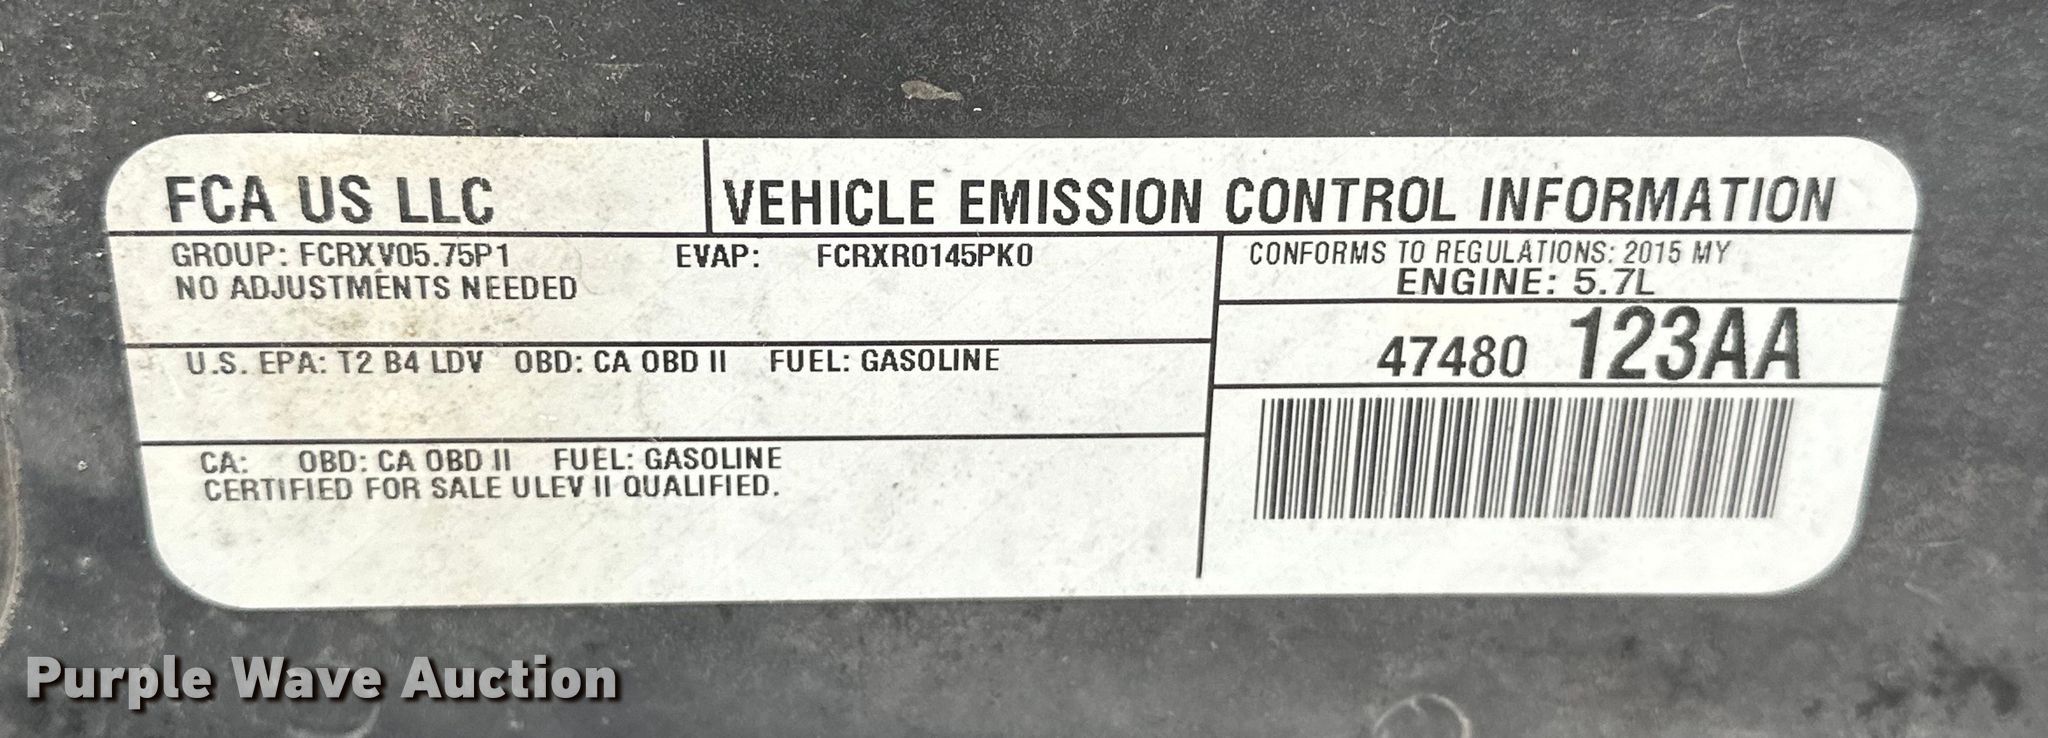 FCA US LLC
VEHICLE EMISSION CONTROL INFORMATION
GROUP: FCRXV05.75P1 EVAP: FCRXR0145PK0
NO ADJUSTMENTS NEEDED
CONFORMS TO REGULATIONS: 2015 MY
ENGINE: 5.7L
47480 123AA
U.S. EPA: T2 B4 LDV OBD: CA OBD II FUEL: GASOLINE
CA: OBD: CA OBD II FUEL: GASOLINE
CERTIFIED FOR SALE ULEV II QUALIFIED.
Purple Wave Auction